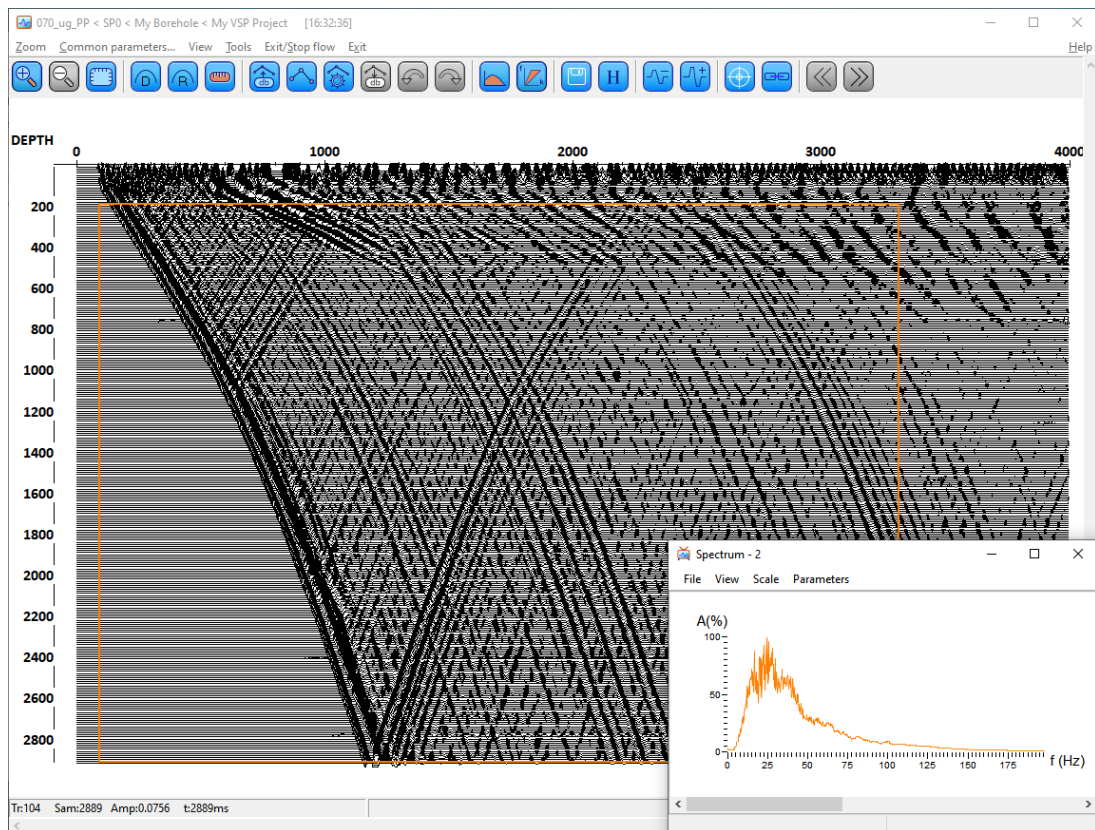 070_ug_PP < SP0 < My Borehole < My VSP Project [16:32:36]
Zoom Common parameters... View Tools Exit/Stop flow Exit Help
D R db db f k H
DEPTH 0 1000 2000 3000 4000
200
400
600
800
1000
1200
1400
1600
1800
2000
2200
2400
2600
2800
Spectrum - 2
File View Scale Parameters
A(%)
100
50
0
0 25 50 75 100 125 150 175 f (Hz)
Tr:104 Sam:2889 Amp:0.0756 t:2889ms